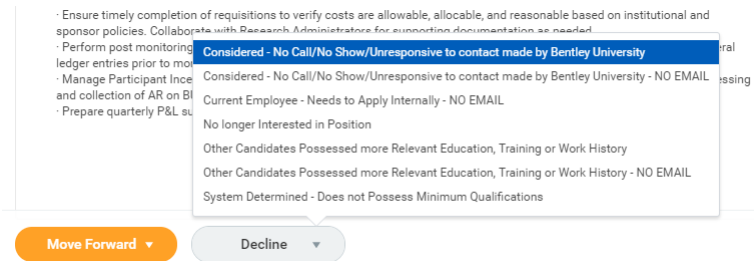 · Ensure timely completion of requisitions to verify costs are allowable, allocable, and reasonable based on institutional and
sponsor policies. Collaborate with Research Administrators for supporting documentation as needed.
· Perform post monitoring
ledger entries prior to
· Manage Participant
and collection of AR on
· Prepare quarterly P&L
Considered - No Call/No Show/Unresponsive to contact made by Bentley University
Considered - No Call/No Show/Unresponsive to contact made by Bentley University - NO EMAIL
Current Employee - Needs to Apply Internally - NO EMAIL
No longer Interested in Position
Other Candidates Possessed more Relevant Education, Training or Work History
Other Candidates Possessed more Relevant Education, Training or Work History - NO EMAIL
System Determined - Does not Possess Minimum Qualifications
Move Forward
Decline